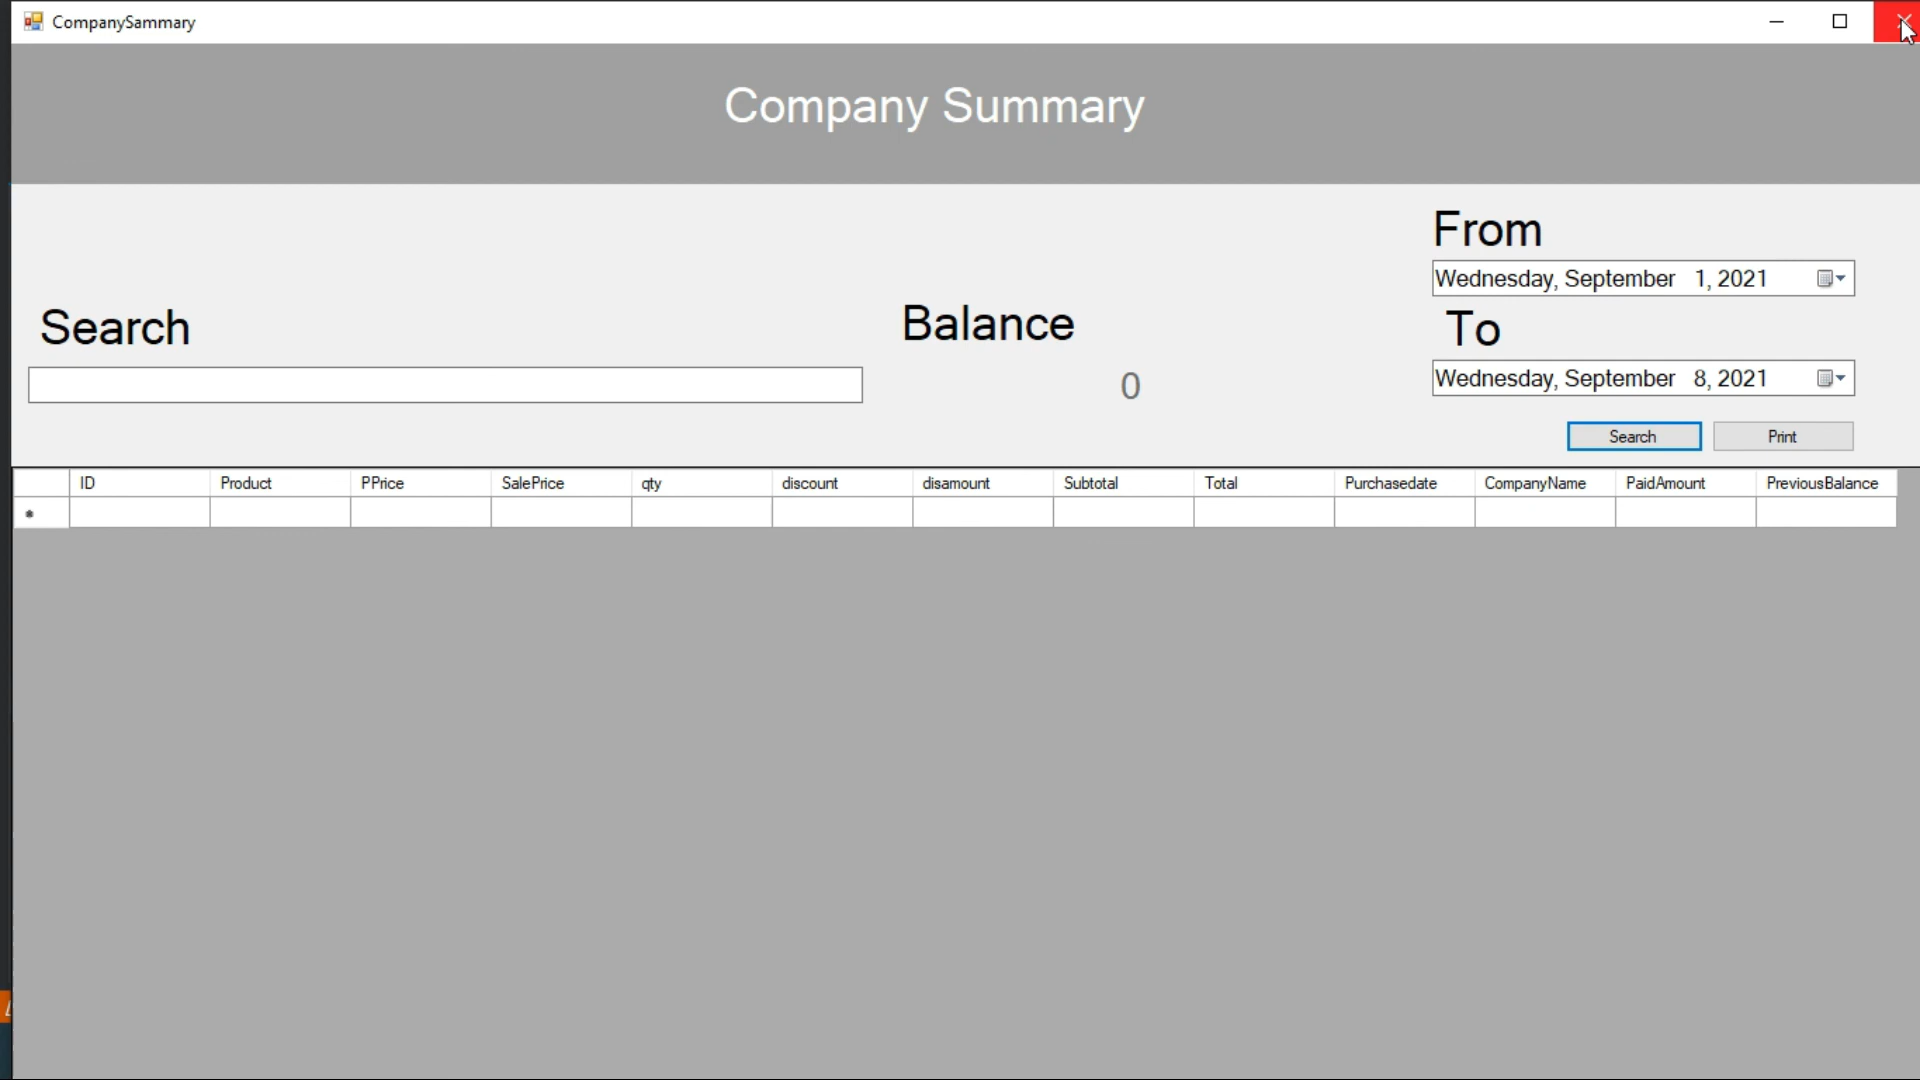 CompanySammary
Company Summary
From
Wednesday, September 1, 2021
Search
Balance
To
0
Wednesday, September 8, 2021
Search Print
ID Product PPrice SalePrice qty discount disamount Subtotal Total Purchasedate CompanyName PaidAmount PreviousBalance